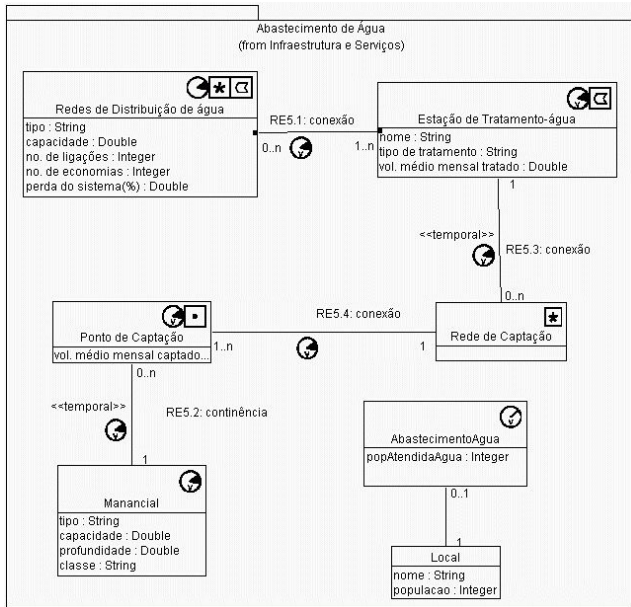 Abastecimento de Água
(from Infraestrutura e Serviços)
Redes de Distribuição de água
tipo : String
capacidade : Double
no. de ligações : Integer
no. de economias : Integer
perda do sistema(%) : Double
RE5.1: conexão
0..n
1..n
Estação de Tratamento-água
nome : String
tipo de tratamento : String
vol. médio mensal tratado : Double
1
<<temporal>>
RE5.3: conexão
0..n
Ponto de Captação
vol. médio mensal captado...
RE5.4: conexão
1..n
1
Rede de Captação
0..n
<<temporal>>
RE5.2: continência
1
Manancial
tipo : String
capacidade : Double
profundidade : Double
classe : String
AbastecimentoAgua
popAtendidaAgua : Integer
0..1
1
Local
nome : String
populacao : Integer